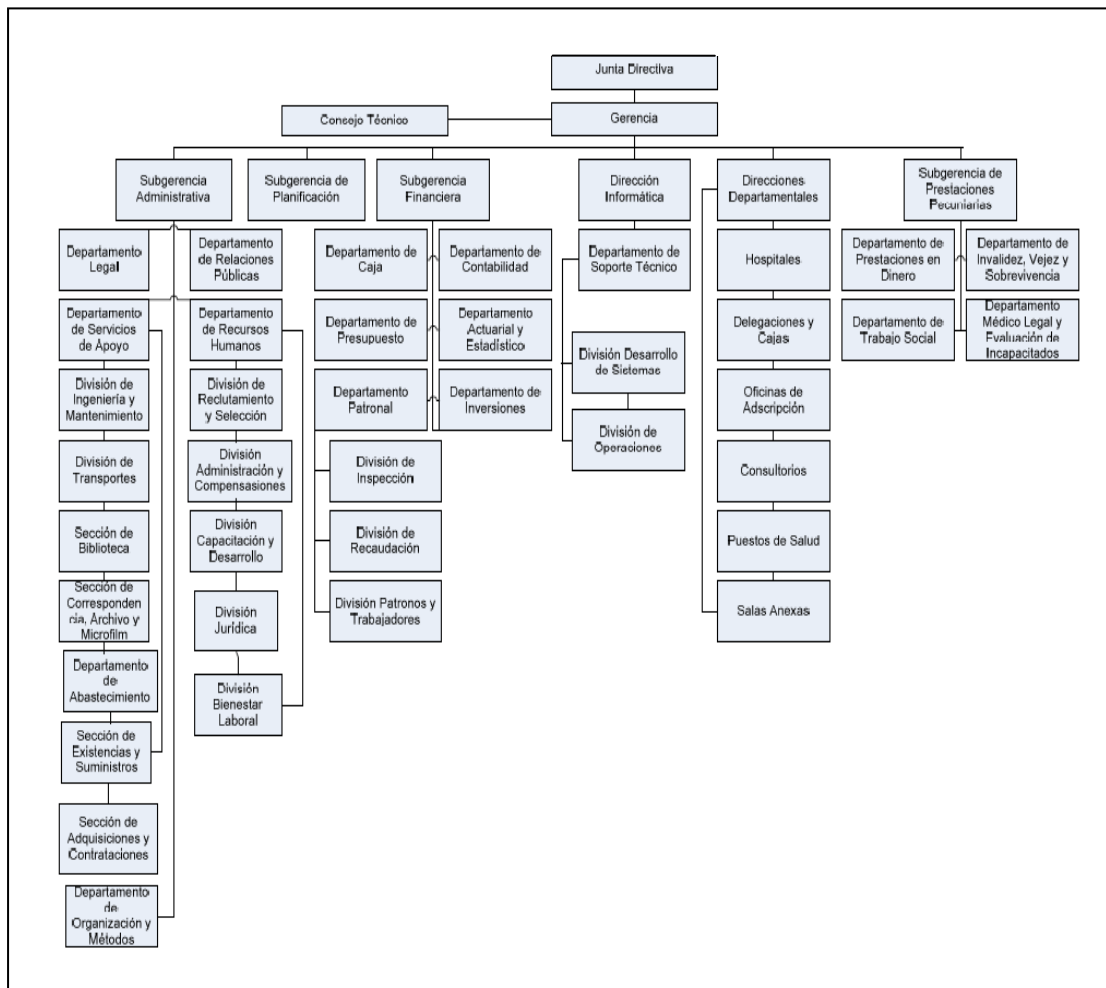 Junta Directiva
Consejo Técnico
Gerencia
Subgerencia
Administrativa
Subgerencia de
Planificación
Subgerencia
Financiera
Dirección
Informática
Direcciones
Departamentales
Subgerencia de
Prestaciones
Pecuniarias
Departamento
Legal
Departamento
de Relaciones
Públicas
Departamento de
Caja
Departamento de
Contabilidad
Departamento de
Soporte Técnico
Hospitales
Departamento de
Prestaciones en
Dinero
Departamento de
Invalidez, Vejez y
Sobrevivencia
Departamento
de Servicios
de Apoyo
Departamento
de Recursos
Humanos
Departamento de
Presupuesto
Departamento
Actuarial y
Estadístico
División Desarrollo
de Sistemas
Delegaciones y
Cajas
Departamento de
Trabajo Social
Departamento
Médico Legal y
Evaluación de
Incapacitados
División de
Ingeniería y
Mantenimiento
División de
Reclutamiento
y Selección
Departamento
Patronal
Departamento de
Inversiones
División de
Operaciones
Oficinas de
Adscripción
División de
Transportes
División
Administración y
Compensasiones
División de
Inspección
Consultorios
Sección de
Biblioteca
División
Capacitación y
Desarrollo
División de
Recaudación
Puestos de Salud
Sección de
Corresponden
cia, Archivo y
Microfilm
División
Jurídica
División Patronos y
Trabajadores
Salas Anexas
Departamento
de
Abastecimiento
División
Bienestar
Laboral
Sección de
Existencias y
Suministros
Sección de
Adquisiciones y
Contrataciones
Departamento
de
Organización y
Métodos